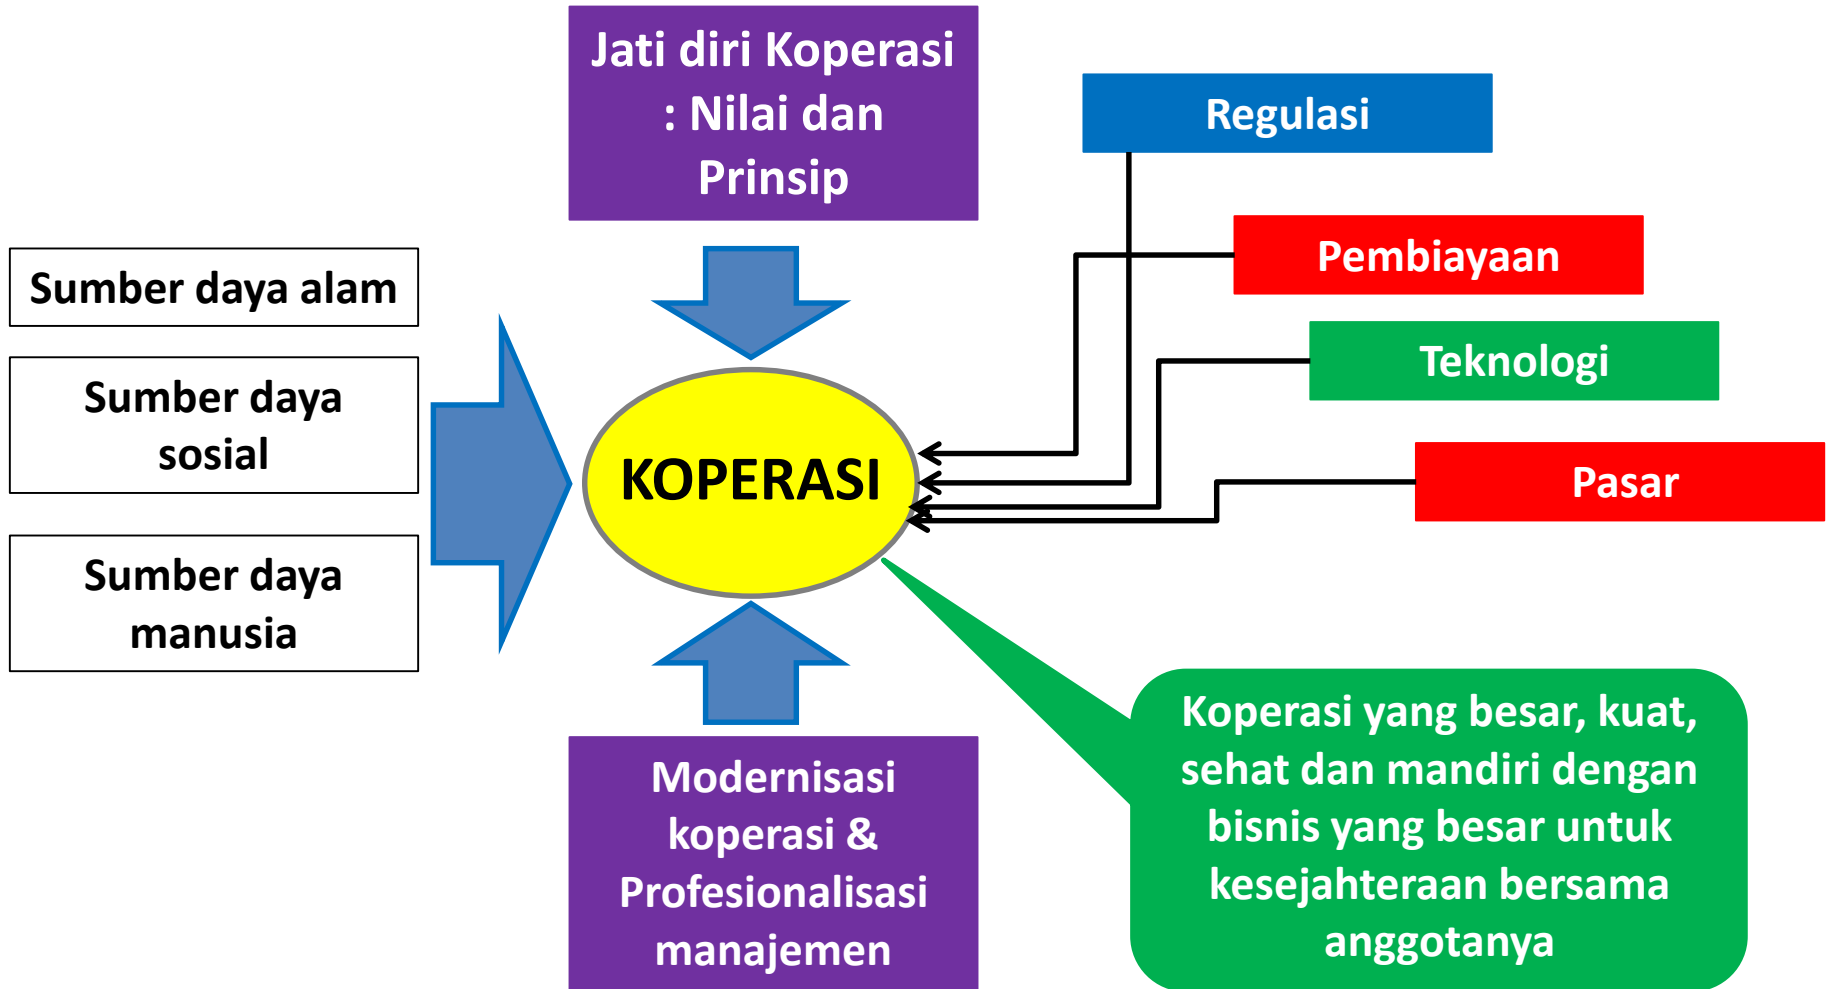 Jati diri Koperasi
: Nilai dan
Prinsip
Regulasi
Pembiayaan
Teknologi
Pasar
Sumber daya alam
Sumber daya
sosial
Sumber daya
manusia
KOPERASI
Modernisasi
koperasi &
Profesionalisasi
manajemen
Koperasi yang besar, kuat,
sehat dan mandiri dengan
bisnis yang besar untuk
kesejahteraan bersama
anggotanya